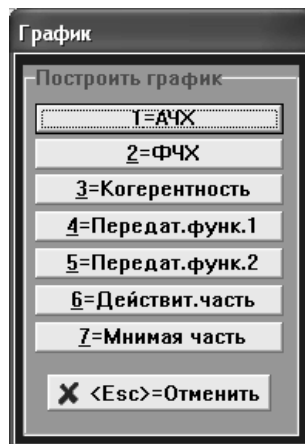 График
Построить график
1=АЧХ
2=ФЧХ
3=Когерентность
4=Передат.функ.1
5=Передат.функ.2
6=Действит.часть
7=Мнимая часть
<Esc>=Отменить